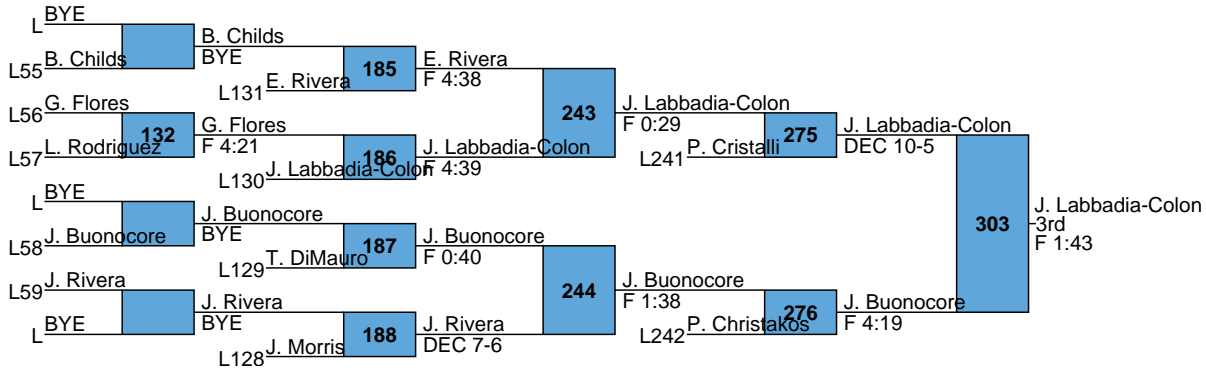 L BYE
L55 B. Childs
B. Childs
BYE
L131 E. Rivera
185
E. Rivera
F 4:38
L56 G. Flores
132
L57 L. Rodriguez
G. Flores
F 4:21
L130 J. Labbadia-Colon
186
J. Labbadia-Colon
F 4:39
243
J. Labbadia-Colon
F 0:29
L241 P. Cristalli
275
J. Labbadia-Colon
DEC 10-5
L BYE
L58 J. Buonocore
J. Buonocore
BYE
L129 T. DiMauro
187
J. Buonocore
F 0:40
L59 J. Rivera
L BYE
J. Rivera
BYE
L128 J. Morris
188
J. Rivera
DEC 7-6
244
J. Buonocore
F 1:38
L242 P. Christakos
276
J. Buonocore
F 4:19
303
J. Labbadia-Colon
3rd
F 1:43